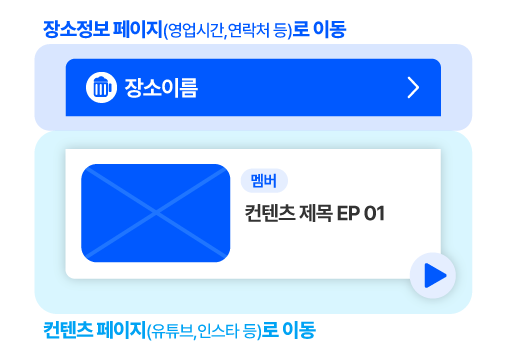 장소정보 페이지(영업시간,연락처 등)로 이동
장소이름
멤버
컨텐츠 제목 EP 01
컨텐츠 페이지(유튜브,인스타 등)로 이동